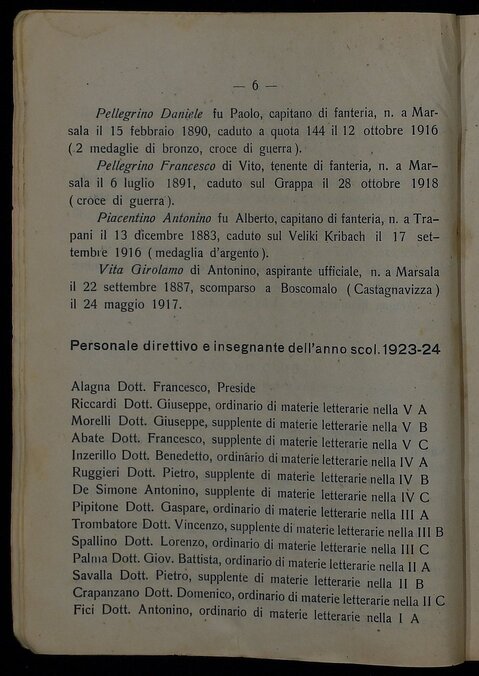 — 6 —
Pellegrino Daniele fu Paolo, capitano di fanteria, n. a Mar-
sala il 15 febbraio 1890, caduto a quota 144 il 12 ottobre 1916
( 2 medaglie di bronzo, croce di guerra ).
Pellegrino Francesco di Vito, tenente di fanteria, n. a Mar-
sala il 6 luglio 1891, caduto sul Grappa il 28 ottobre 1918
( croce di guerra ).
Piacentino Antonino fu Alberto, capitano di fanteria, n. a Tra-
pani il 13 dicembre 1883, caduto sul Veliki Kribach il 17 set-
tembre 1916 ( medaglia d'argento ).
Vita Girolamo di Antonino, aspirante ufficiale, n. a Marsala
il 22 settembre 1887, scomparso a Boscomalo ( Castagnavizza )
il 24 maggio 1917.
Personale direttivo e insegnante dell'anno scol. 1923-24
Alagna Dott. Francesco, Preside
Riccardi Dott. Giuseppe, ordinario di materie letterarie nella V A
Morelli Dott. Giuseppe, supplente di materie letterarie nella V B
Abate Dott. Francesco, supplente di materie letterarie nella V C
Inzerillo Dott. Benedetto, ordinario di materie letterarie nella IV A
Ruggieri Dott. Pietro, supplente di materie letterarie nella IV B
De Simone Antonino, supplente di materie letterarie nella IV C
Pipitone Dott. Gaspare, ordinario di materie letterarie nella III A
Trombatore Dott. Vincenzo, supplente di materie letterarie nella III B
Spallino Dott. Lorenzo, ordinario di materie letterarie nella III C
Palma Dott. Giov. Battista, ordinario di materie letterarie nella II A
Savalla Dott. Pietro, supplente di materie letterarie nella II B
Crapanzano Dott. Domenico, ordinario di materie letterarie nella II C
Fici Dott. Antonino, ordinario di materie letterarie nella I A